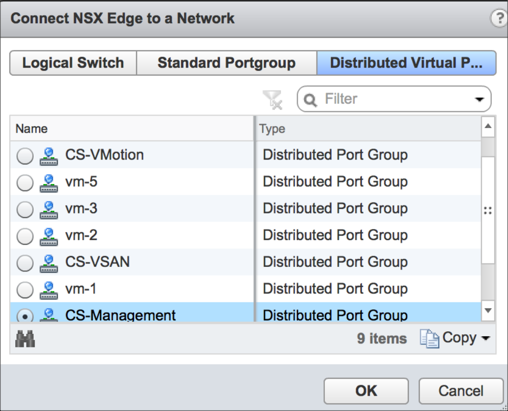 Connect NSX Edge to a Network
?
Logical Switch Standard Portgroup Distributed Virtual P...
Filter
Name Type
CS-VMotion Distributed Port Group
vm-5 Distributed Port Group
vm-3 Distributed Port Group
vm-2 Distributed Port Group
CS-VSAN Distributed Port Group
vm-1 Distributed Port Group
CS-Management Distributed Port Group
9 items Copy
OK Cancel